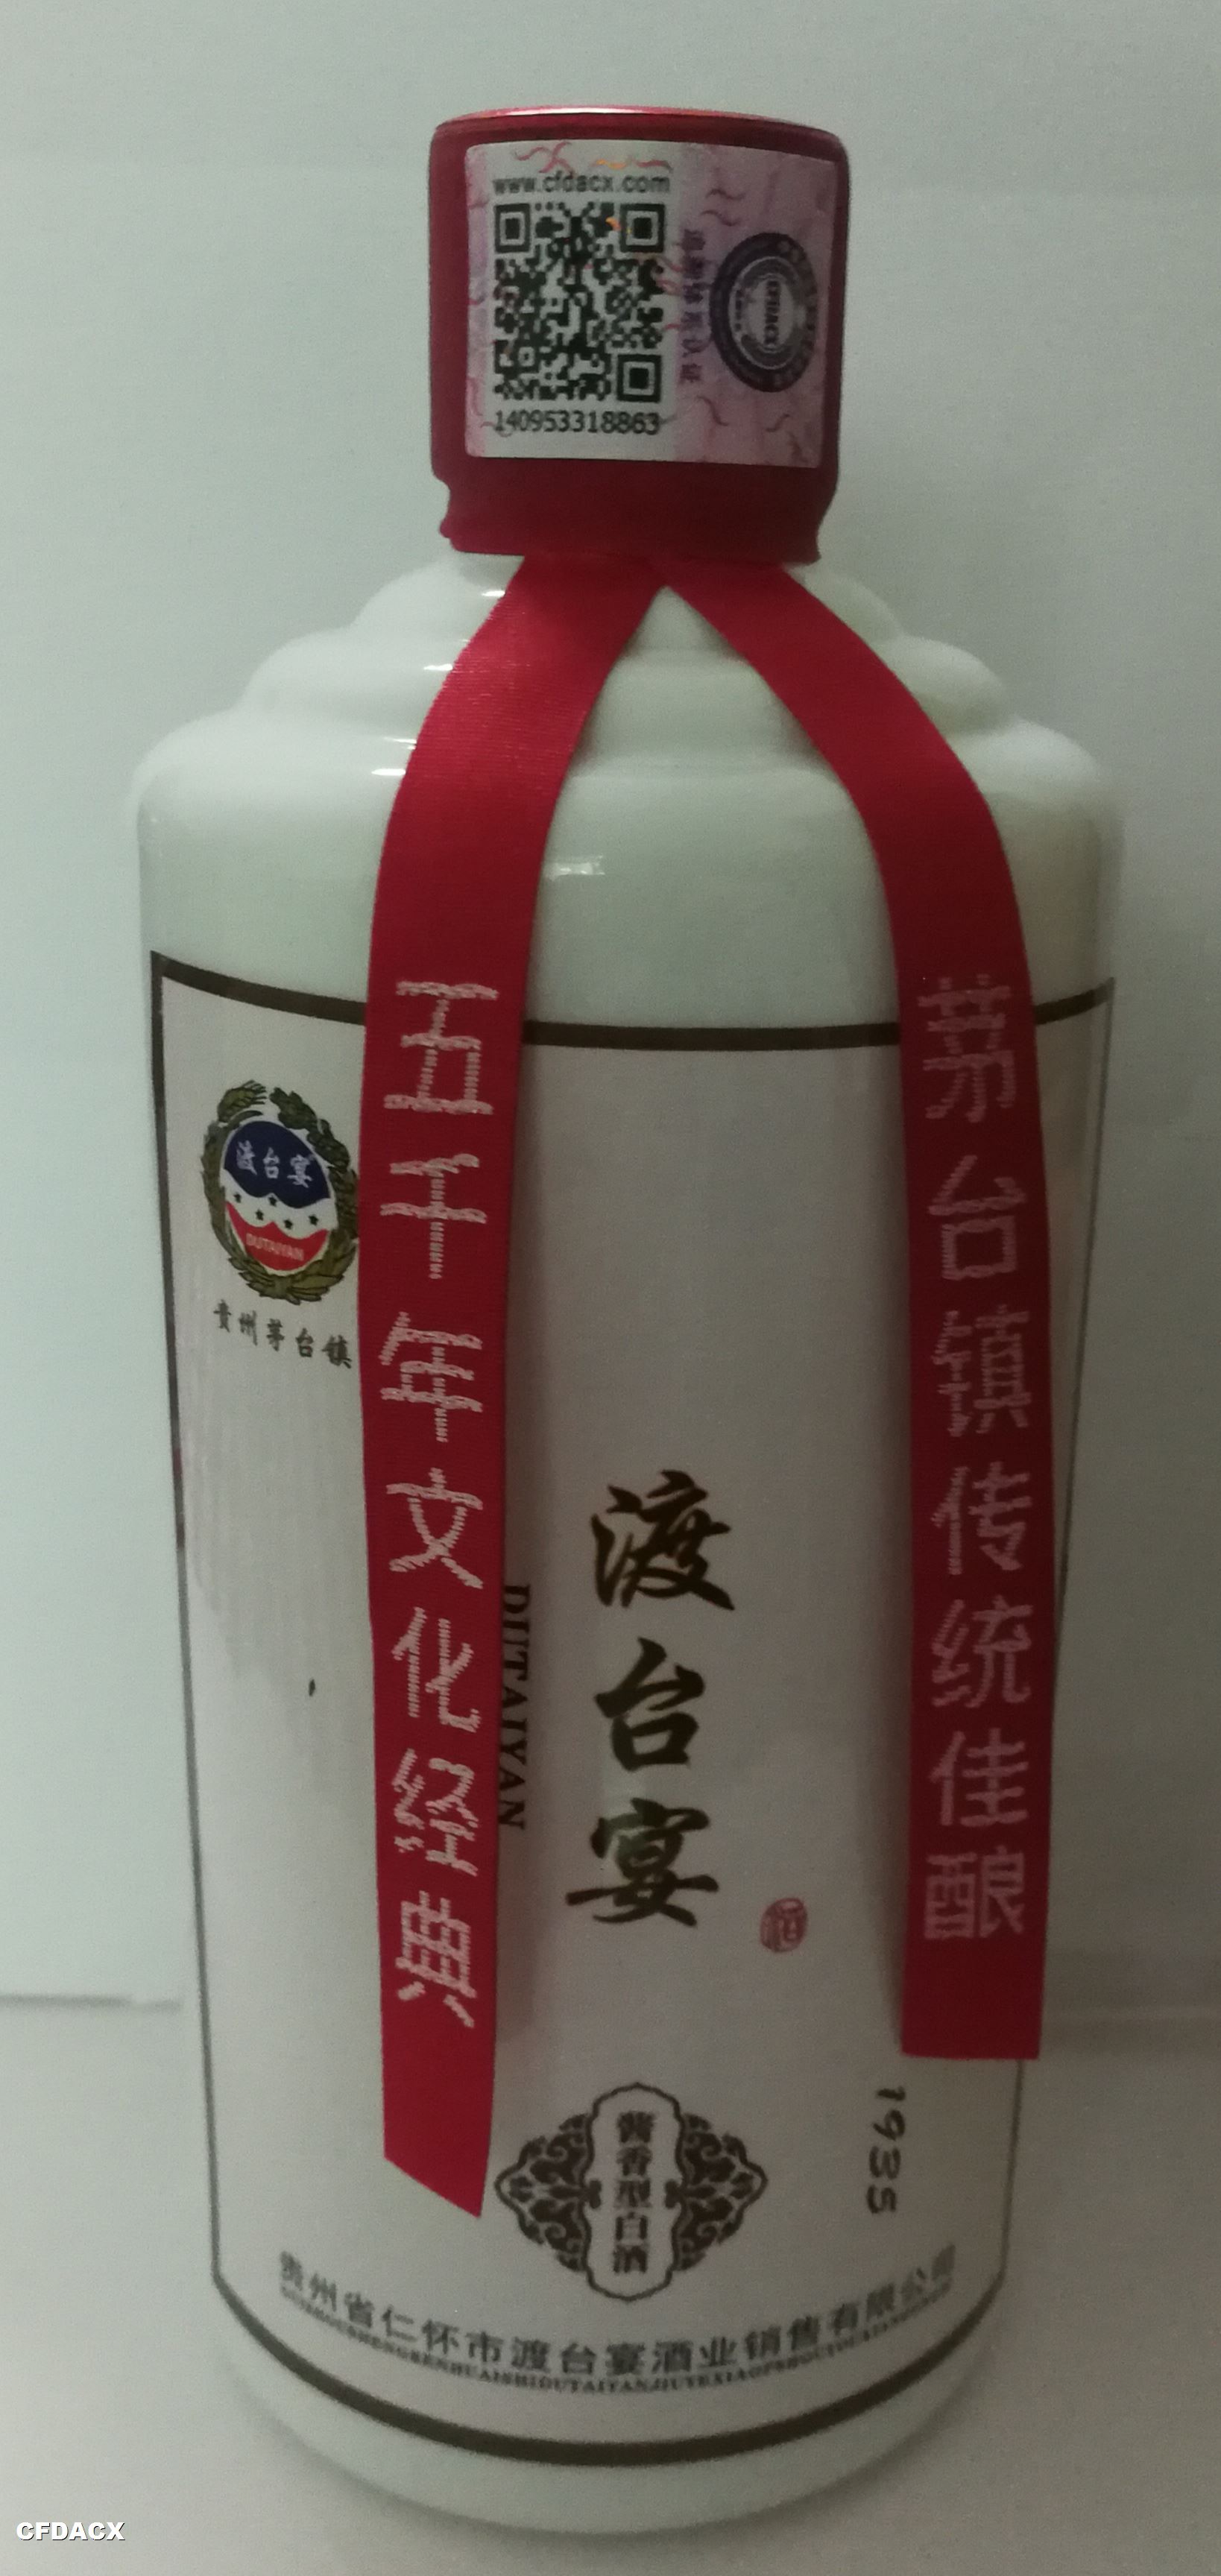 www.cfdacx.com
140953318863
CFDACX
五千年文化经典
茅台镇传统佳酿
渡台宴
DUTAIYAN
贵州茅台镇
DUTAIYAN
渡台宴
1935
酱香型白酒
贵州省仁怀市渡台宴酒业销售有限公司
CFDACX